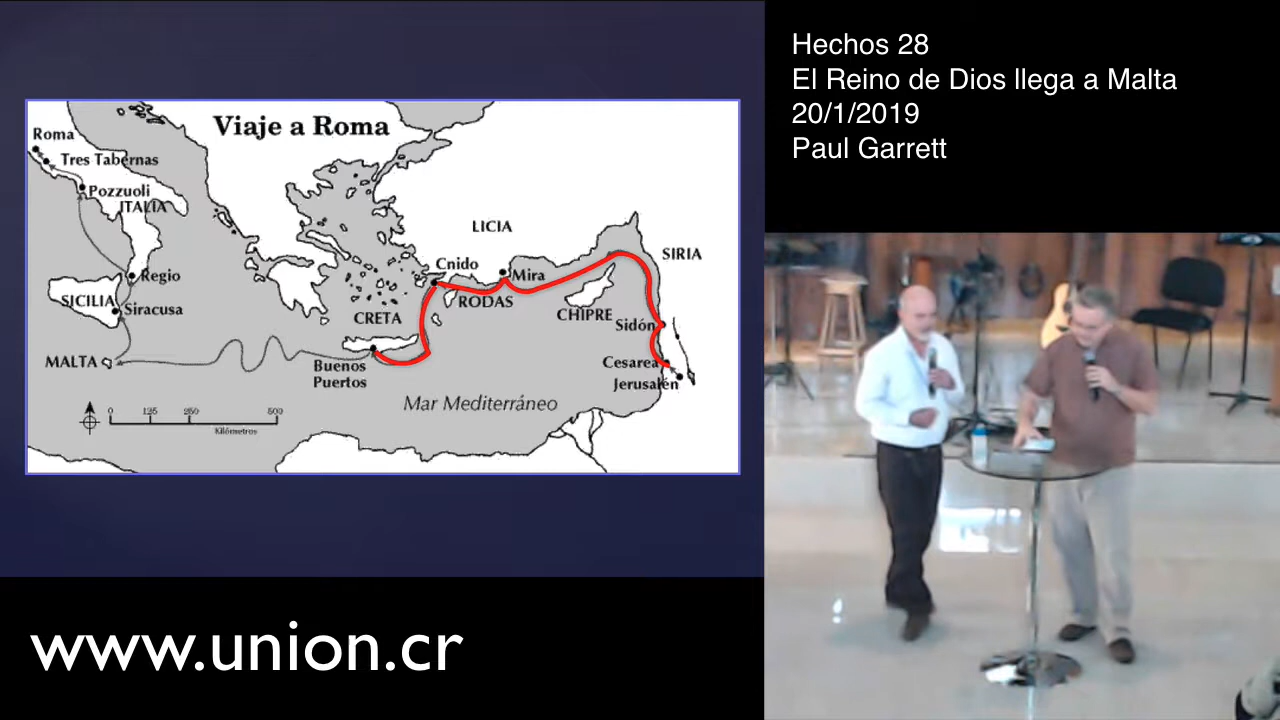 Viaje a Roma
Roma
Tres Tabernas
Pozzuoli
ITALIA
LICIA
SIRIA
Cnido
Mira
Regio
RODAS
SICILIA
Siracusa
CHIPRE
CRETA
Sidón
MALTA
Buenos
Puertos
Cesarea
Jerusalén
Mar Mediterráneo
0 125 250 500
Kilómetros
www.union.cr
Hechos 28
El Reino de Dios llega a Malta
20/1/2019
Paul Garrett